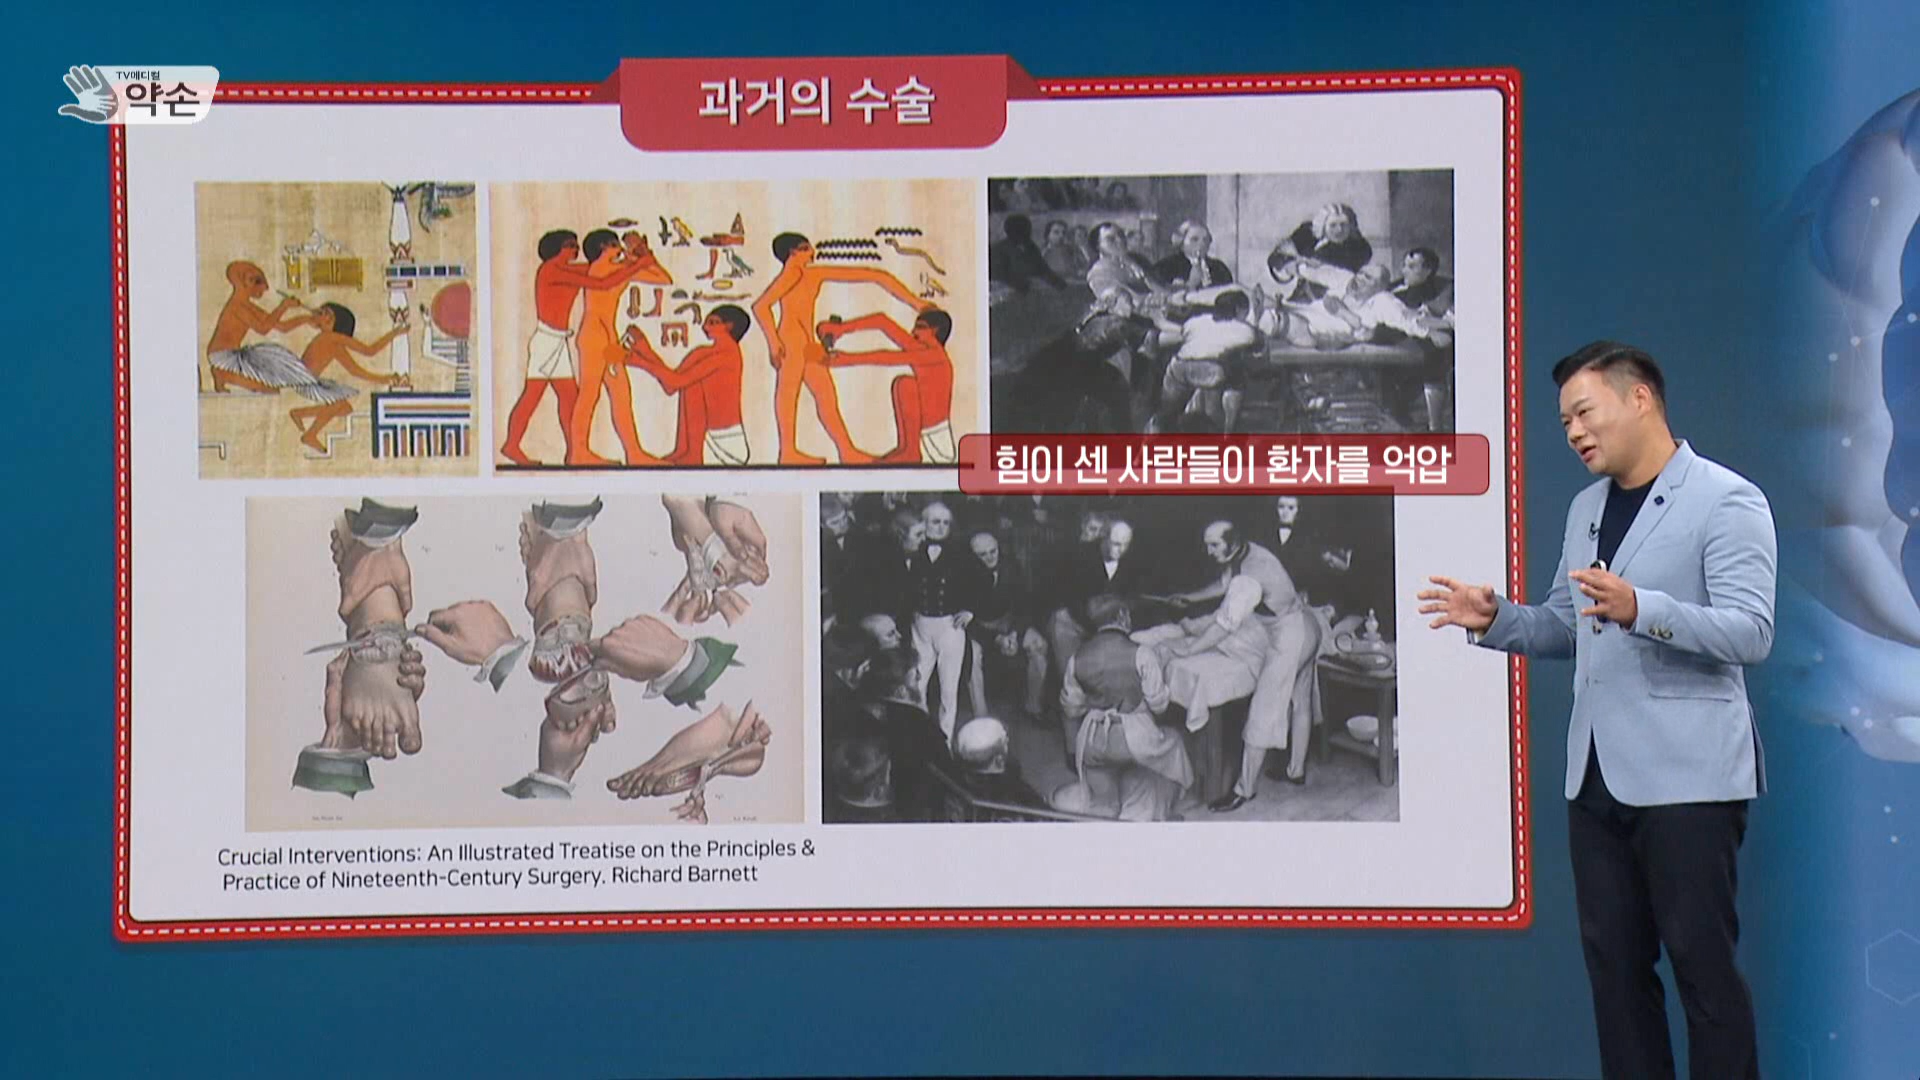 TV메디컬
약손
과거의 수술
힘이 센 사람들이 환자를 억압
Crucial Interventions: An Illustrated Treatise on the Principles &
Practice of Nineteenth-Century Surgery. Richard Barnett